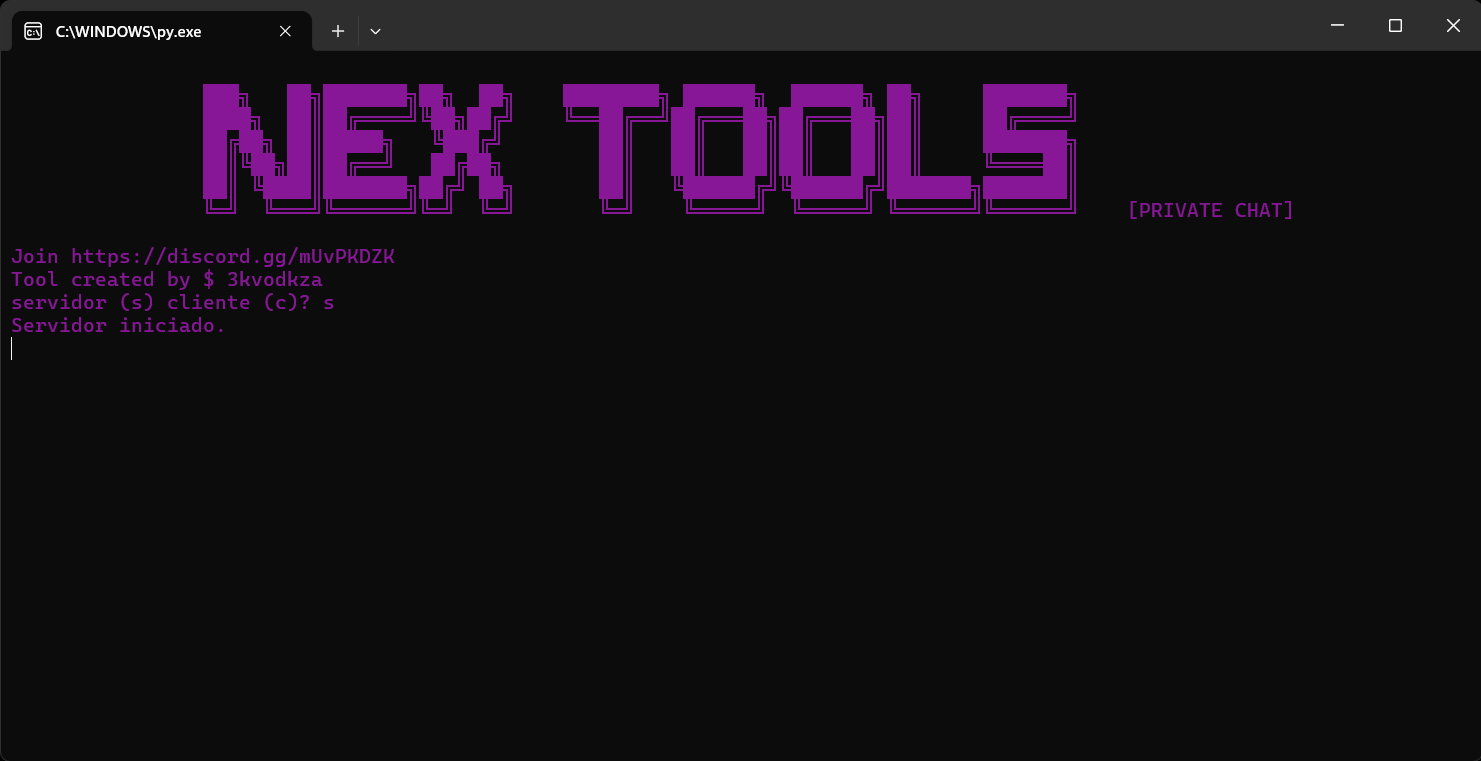 C:\WINDOWS\py.exe
NEX TOOLS
[PRIVATE CHAT]
Join https://discord.gg/mUvPKDZK
Tool created by $ 3kvodkza
servidor (s) cliente (c)? s
Servidor iniciado.